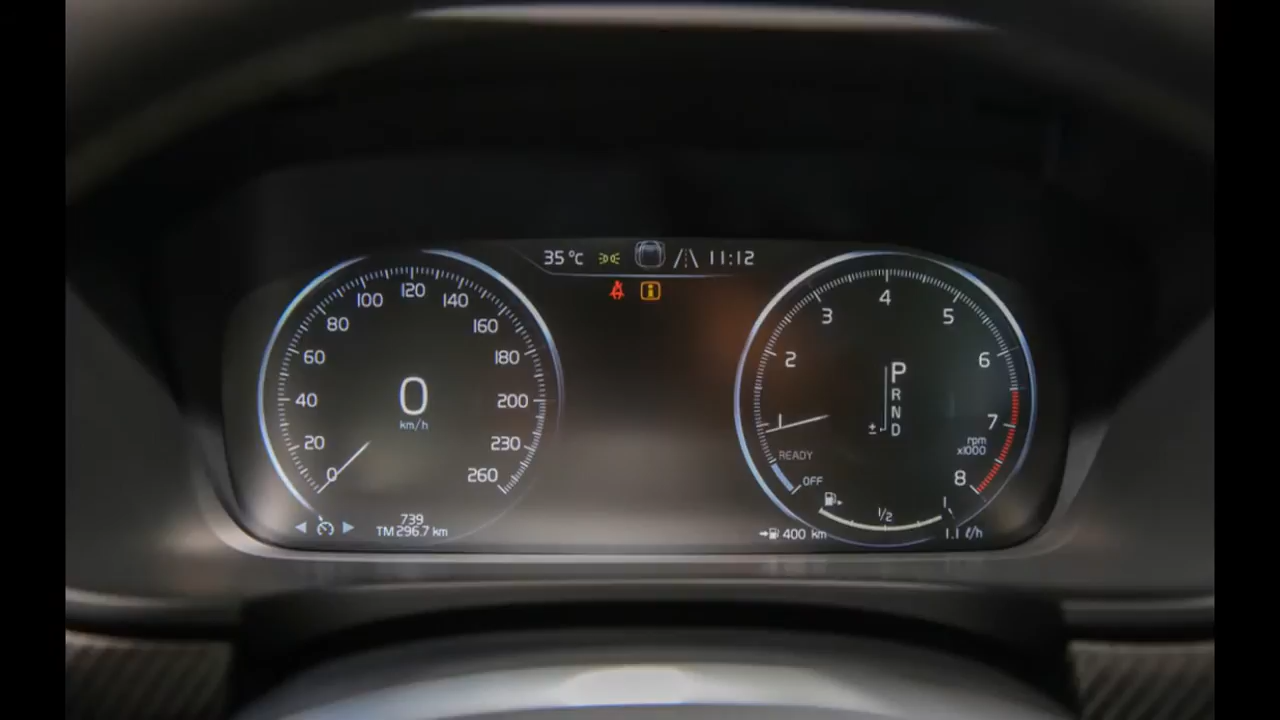 35 °C 11:12
0
20
40
60
80
100
120
140
160
180
200
230
260
0
km/h
739
TM 296.7 km
1
2
3
4
5
6
7
8
rpm
x1000
P
R
N
D
±
READY
OFF
1/2
1
400 km
1.1 ℓ/h